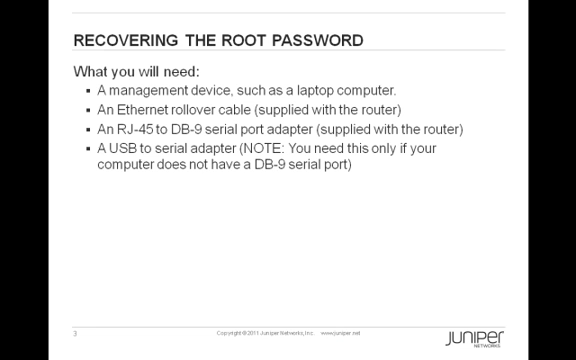 RECOVERING THE ROOT PASSWORD
What you will need:
▪ A management device, such as a laptop computer.
▪ An Ethernet rollover cable (supplied with the router)
▪ An RJ-45 to DB-9 serial port adapter (supplied with the router)
▪ A USB to serial adapter (NOTE: You need this only if your
computer does not have a DB-9 serial port)
3
Copyright © 2011 Juniper Networks, Inc. www.juniper.net
JUNIPER
NETWORKS